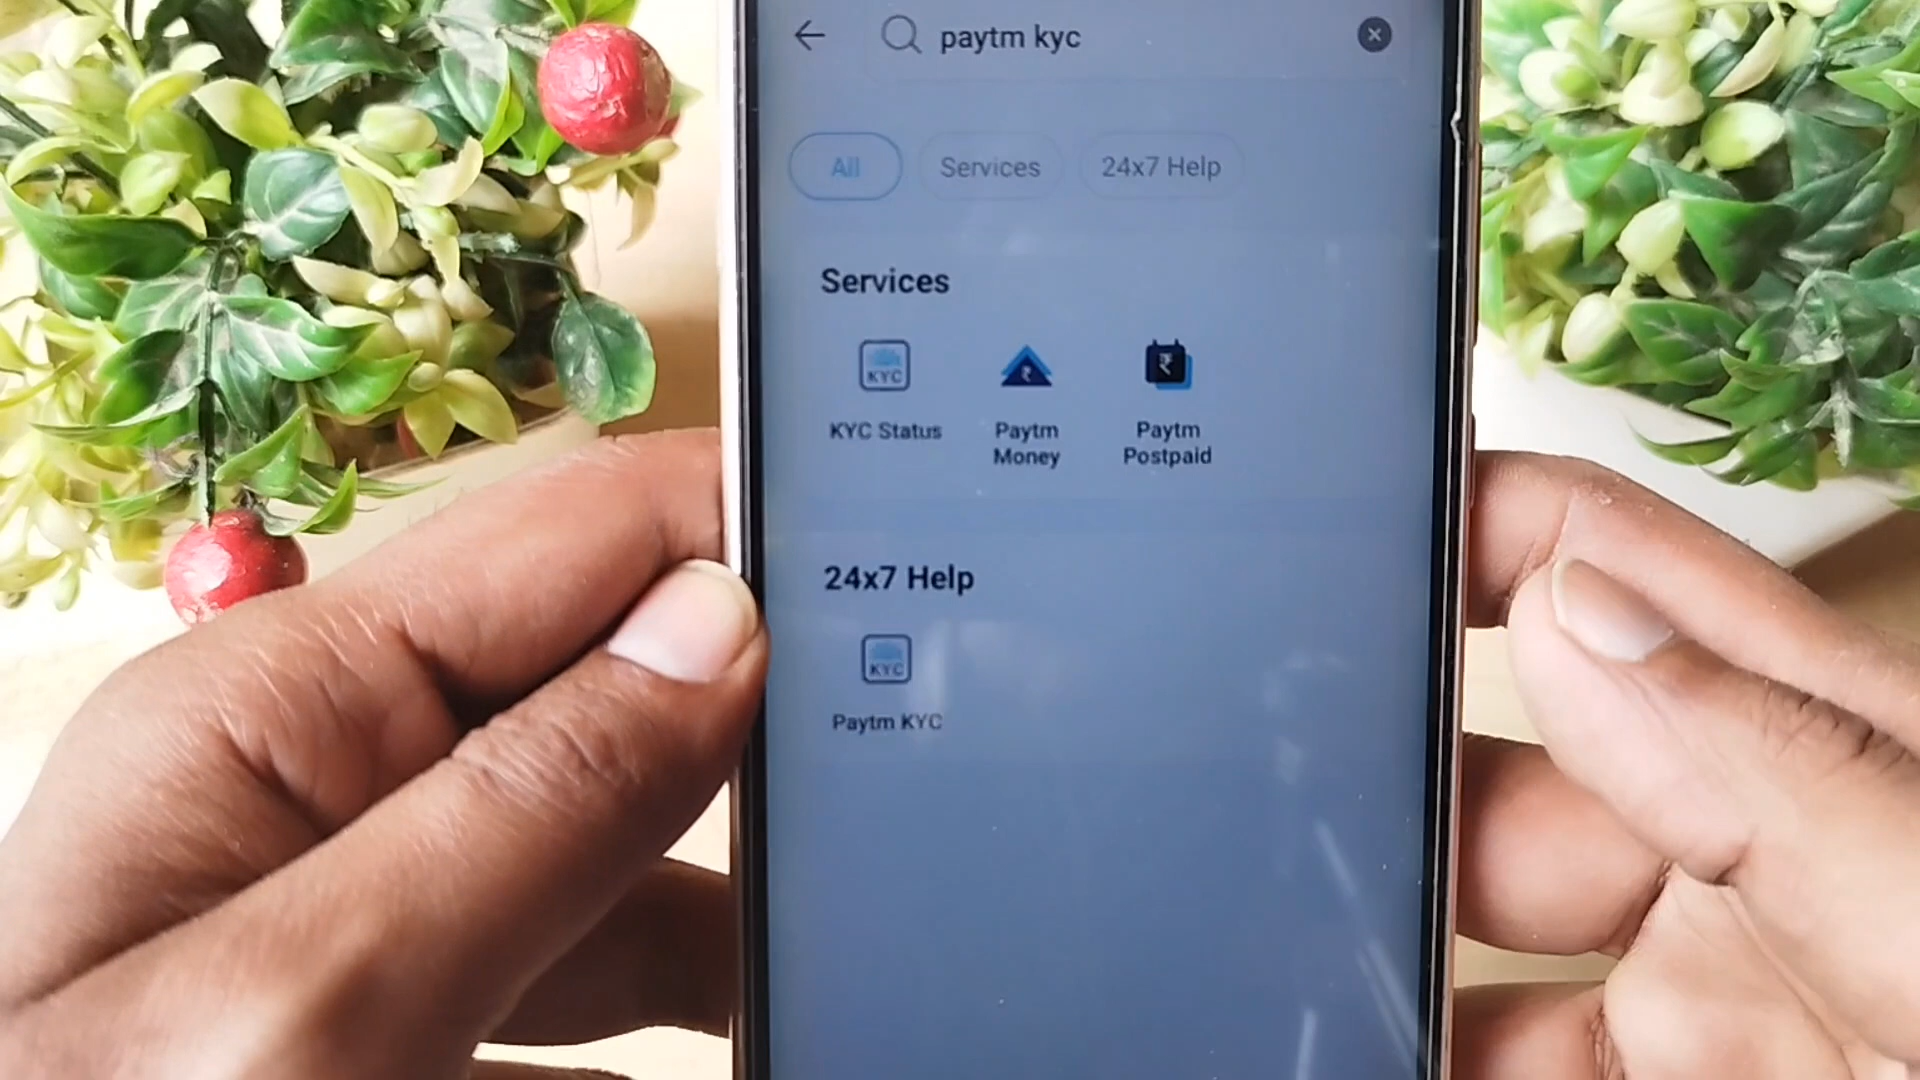 paytm kyc
All
Services
24x7 Help
Services
KYC
₹
₹
KYC Status
Paytm
Money
Paytm
Postpaid
24x7 Help
KYC
Paytm KYC